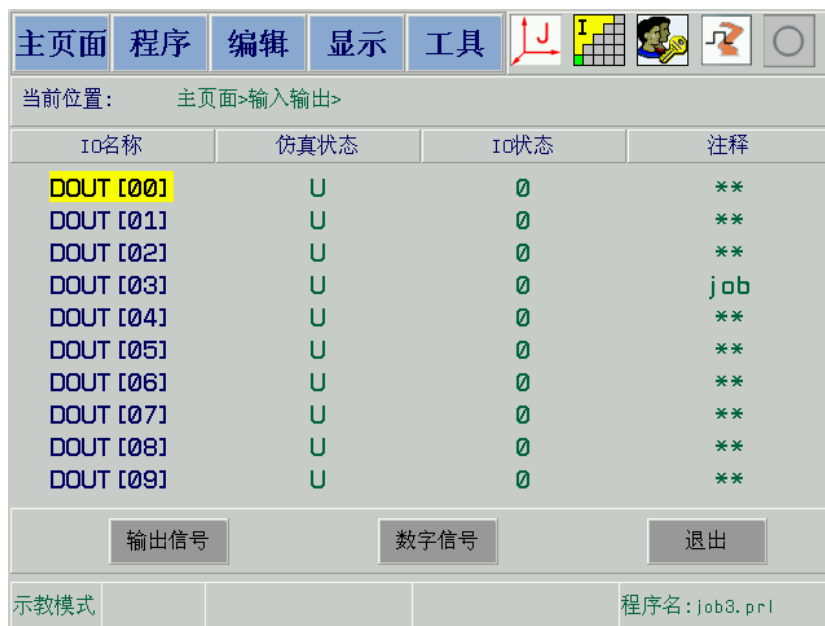 主页面 程序 编辑 显示 工具 J I
当前位置: 主页面>输入输出>
IO名称 仿真状态 IO状态 注释
DOUT [00] U 0 **
DOUT [01] U 0 **
DOUT [02] U 0 **
DOUT [03] U 0 job
DOUT [04] U 0 **
DOUT [05] U 0 **
DOUT [06] U 0 **
DOUT [07] U 0 **
DOUT [08] U 0 **
DOUT [09] U 0 **
输出信号 数字信号 退出
示教模式 程序名:job3.prl